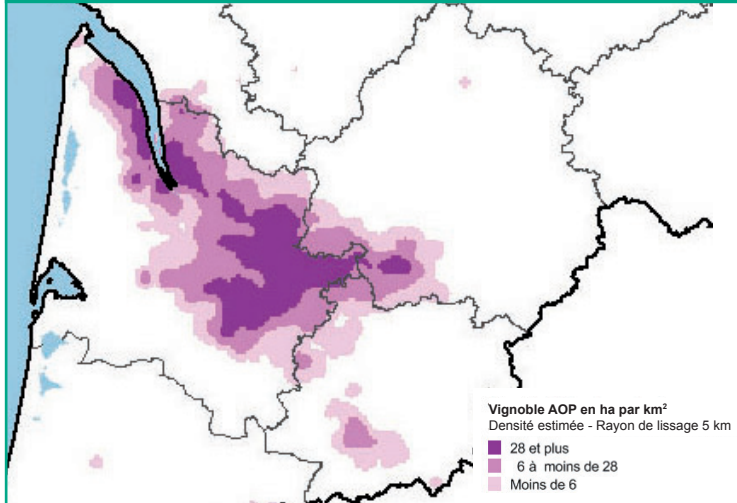 Vignoble AOP en ha par km²
Densité estimée - Rayon de lissage 5 km
28 et plus
6 à moins de 28
Moins de 6